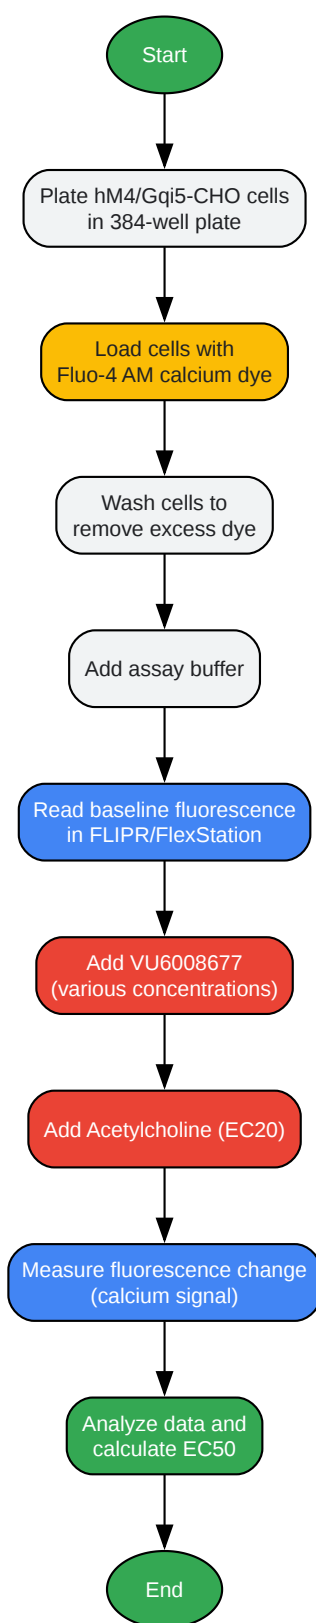 Start
Plate hM4/Gqi5-CHO cells
in 384-well plate
Load cells with
Fluo-4 AM calcium dye
Wash cells to
remove excess dye
Add assay buffer
Read baseline fluorescence
in FLIPR/FlexStation
Add VU6008677
(various concentrations)
Add Acetylcholine (EC20)
Measure fluorescence change
(calcium signal)
Analyze data and
calculate EC50
End